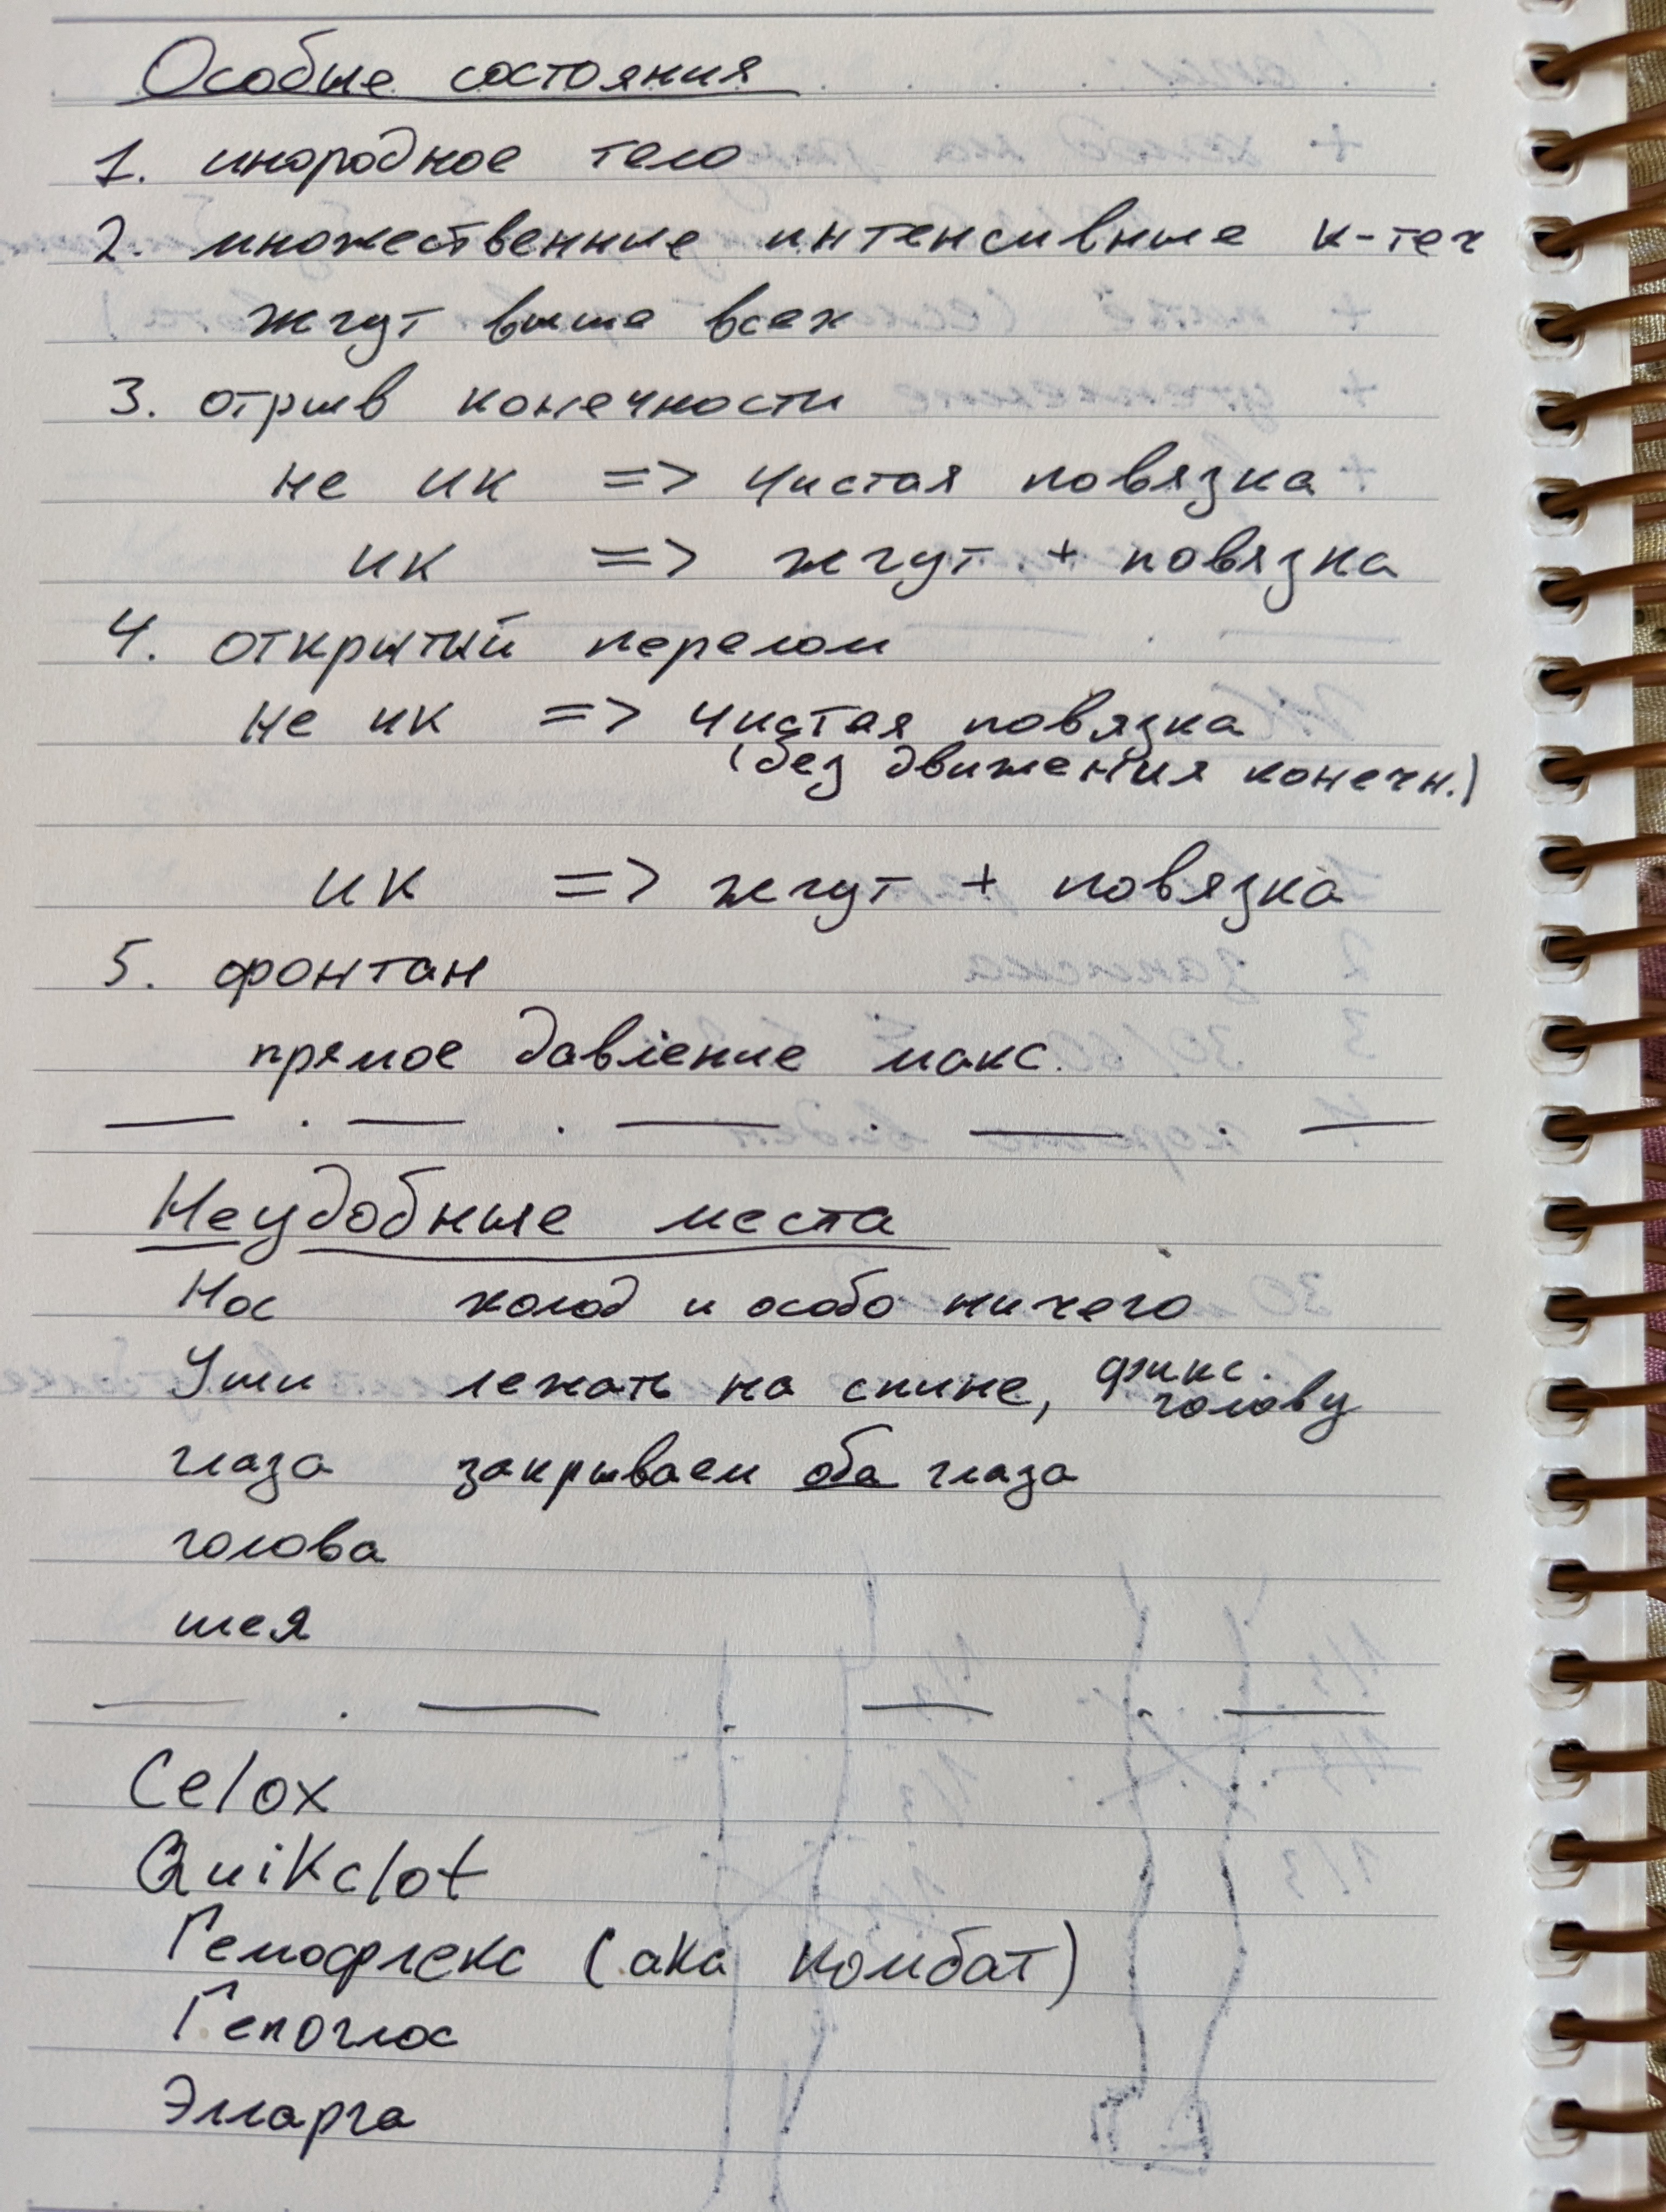 Особые состояния
1. инородное тело
2. множественные интенсивные к-теч
жгут выше всех
3. отрыв конечности
не ик => чистая повязка
ик => жгут + повязка
4. открытый перелом
не ик => чистая повязка
(без движения конечн.)
ик => жгут + повязка
5. фонтан
прямое давление макс.
Неудобные места
Нос холод и особо ничего
Уши лежать на спине, фикс. голову
глаза закрываем оба глаза
голова
шея
Celox
Quikclot
Гемофлекс (aka комбат)
Гепоглос
Эмларга